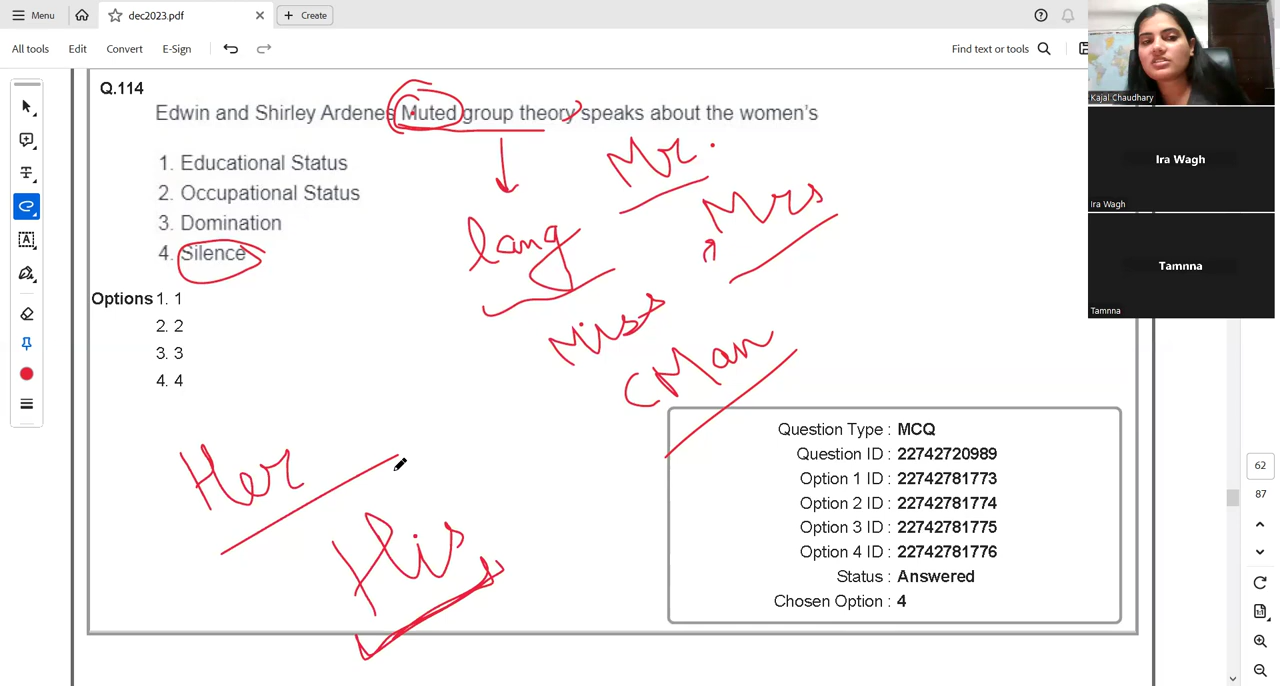 Menu
dec2023.pdf
Create
All tools
Edit
Convert
E-Sign
Find text or tools
Kajal Chaudhary
Q.114
Edwin and Shirley Ardenes Muted group theory speaks about the women's
1. Educational Status
2. Occupational Status
3. Domination
4. Silence
Mr.
Mrs
lang
Man
Ira Wagh
Ira Wagh
Tamnna
Tamnna
Options 1. 1
2. 2
3. 3
4. 4
Her
His
Question Type : MCQ
Question ID : 22742720989
Option 1 ID : 22742781773
Option 2 ID : 22742781774
Option 3 ID : 22742781775
Option 4 ID : 22742781776
Status : Answered
Chosen Option : 4
62
87